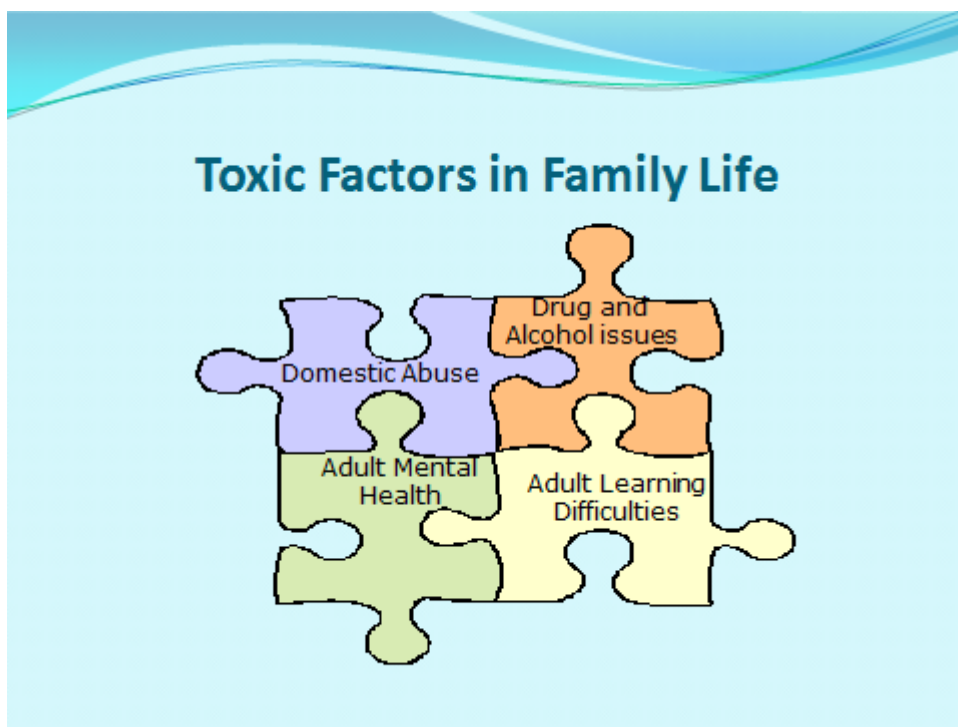 Toxic Factors in Family Life
Drug and
Alcohol issues
Domestic Abuse
Adult Mental
Health
Adult Learning
Difficulties